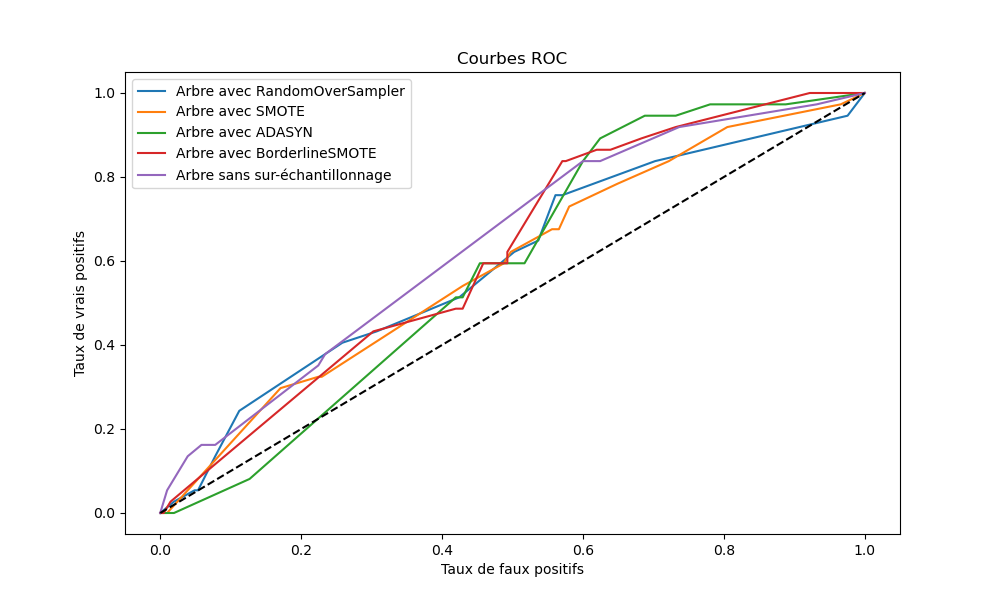 Courbes ROC
Arbre avec RandomOverSampler
Arbre avec SMOTE
Arbre avec ADASYN
Arbre avec BorderlineSMOTE
Arbre sans sur-échantillonnage
1.0
0.8
0.6
0.4
0.2
0.0
Taux de vrais positifs
0.0 0.2 0.4 0.6 0.8 1.0
Taux de faux positifs